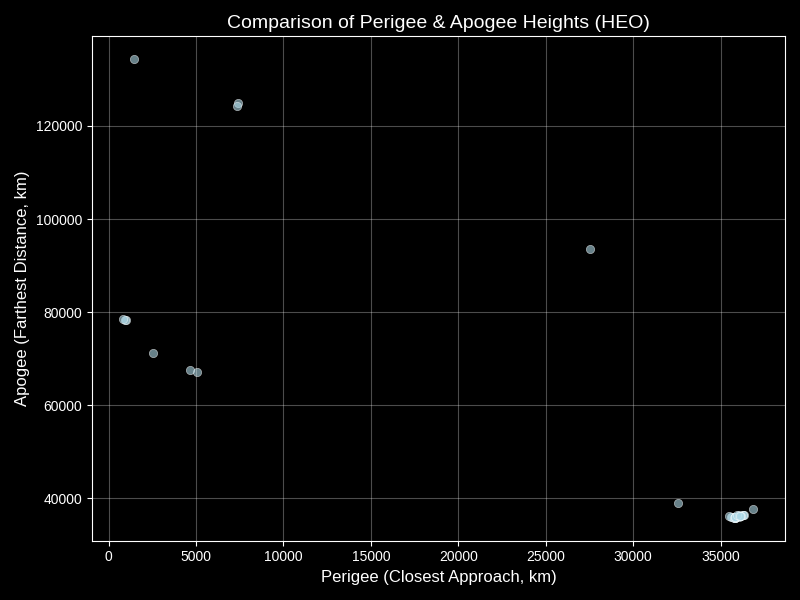 Comparison of Perigee & Apogee Heights (HEO)
Apogee (Farthest Distance, km)
120000
100000
80000
60000
40000
0 5000 10000 15000 20000 25000 30000 35000
Perigee (Closest Approach, km)